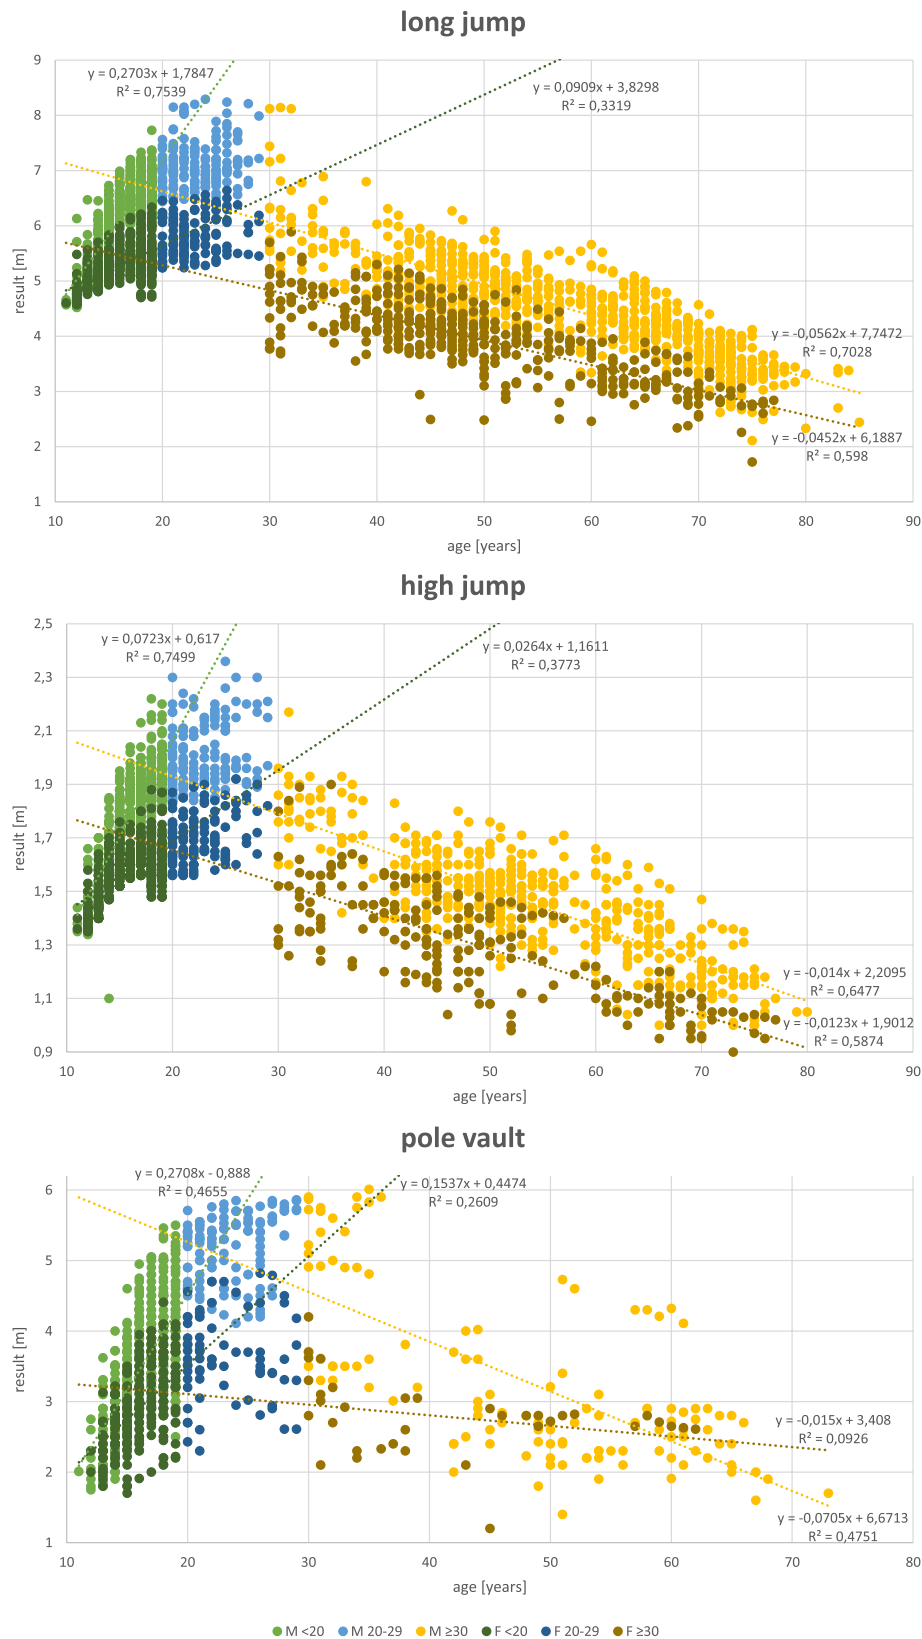 long jump
9
y = 0,2703x + 1,7847
R² = 0,7539
y = 0,0909x + 3,8298
R² = 0,3319
8
7
6
result [m]
5
4
y = -0,0562x + 7,7472
R² = 0,7028
3
y = -0,0452x + 6,1887
R² = 0,598
2
1
10 20 30 40 50 60 70 80 90
age [years]
high jump
2,5
y = 0,0723x + 0,617
R² = 0,7499
y = 0,0264x + 1,1611
R² = 0,3773
2,3
2,1
1,9
result [m]
1,7
1,5
1,3
y = -0,014x + 2,2095
R² = 0,6477
1,1
y = -0,0123x + 1,9012
R² = 0,5874
0,9
10 20 30 40 50 60 70 80 90
age [years]
pole vault
y = 0,2708x - 0,888
R² = 0,4655
y = 0,1537x + 0,4474
R² = 0,2609
6
5
4
result [m]
3
y = -0,015x + 3,408
R² = 0,0926
2
y = -0,0705x + 6,6713
R² = 0,4751
1
10 20 30 40 50 60 70 80
age [years]
M <20 M 20-29 M ≥30 F <20 F 20-29 F ≥30